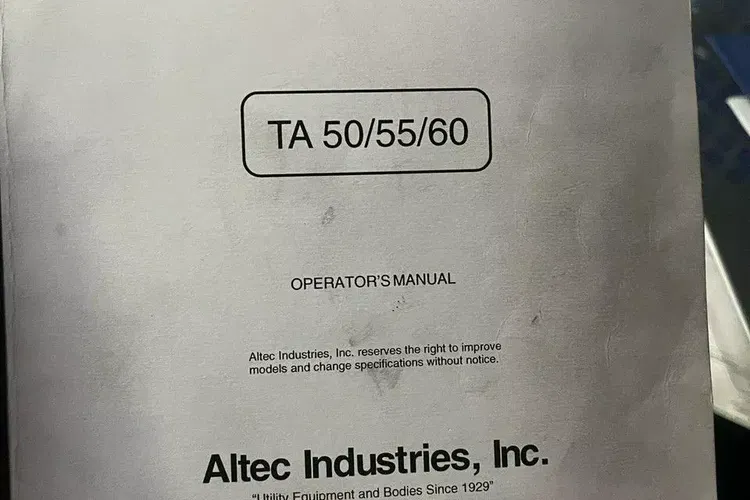 TA 50/55/60
OPERATOR'S MANUAL
Altec Industries, Inc. reserves the right to improve
models and change specifications without notice.
Altec Industries, Inc.
"Utility Equipment and Bodies Since 1929"